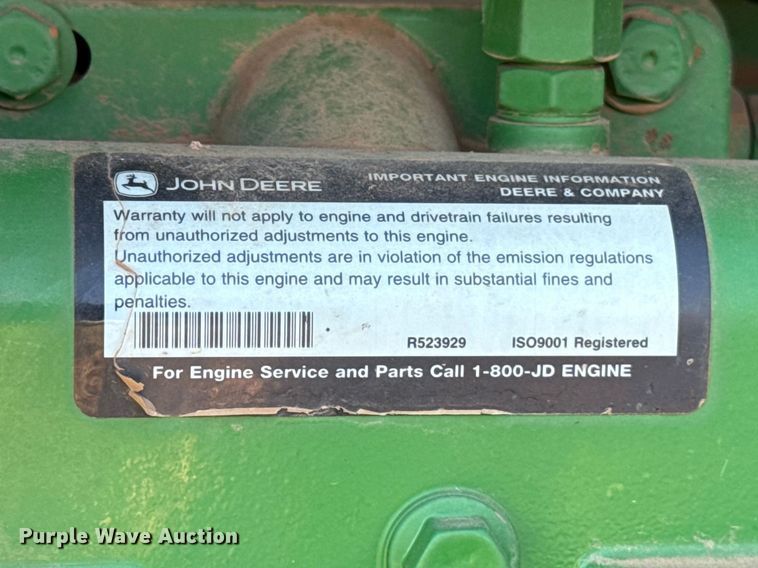 JOHN DEERE
IMPORTANT ENGINE INFORMATION
DEERE & COMPANY
Warranty will not apply to engine and drivetrain failures resulting
from unauthorized adjustments to this engine.
Unauthorized adjustments are in violation of the emission regulations
applicable to this engine and may result in substantial fines and
penalties.
R523929 ISO9001 Registered
For Engine Service and Parts Call 1-800-JD ENGINE
Purple Wave Auction